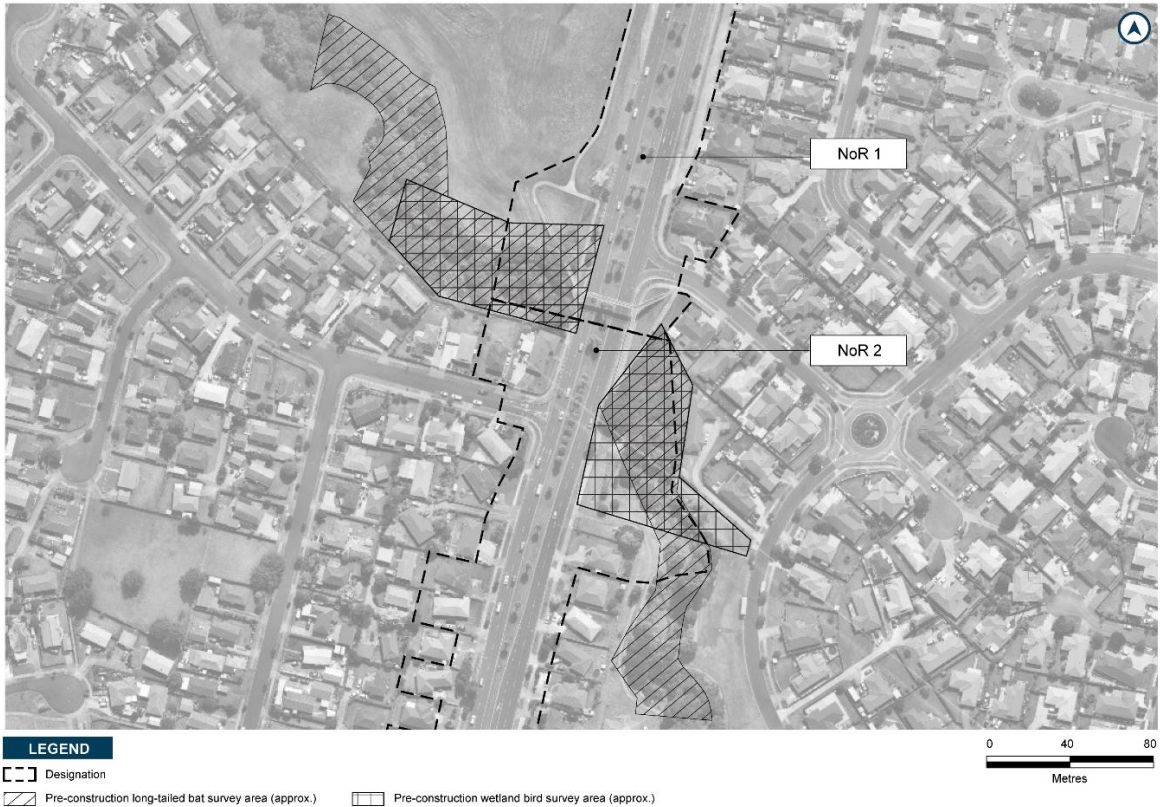 NoR 1
NoR 2
LEGEND
Designation
Pre-construction long-tailed bat survey area (approx.)
Pre-construction wetland bird survey area (approx.)
0 40 80
Metres